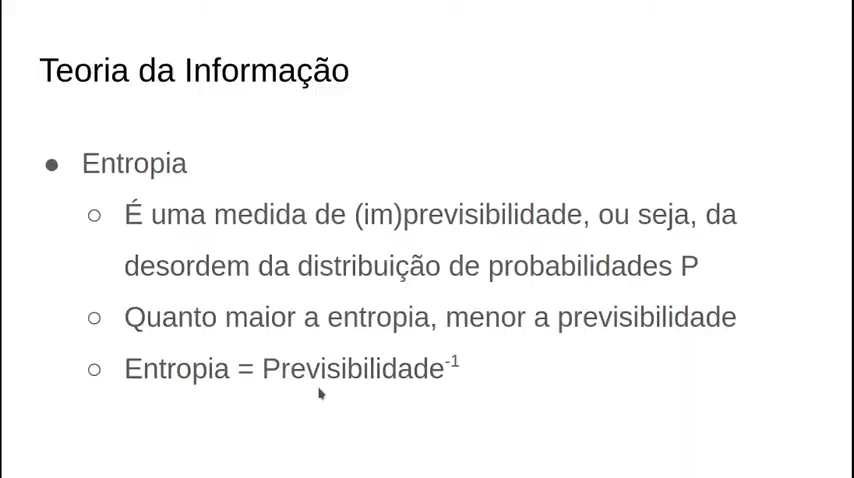 Teoria da Informação
● Entropia
○ É uma medida de (im)previsibilidade, ou seja, da
desordem da distribuição de probabilidades P
○ Quanto maior a entropia, menor a previsibilidade
○ Entropia = Previsibilidade⁻¹